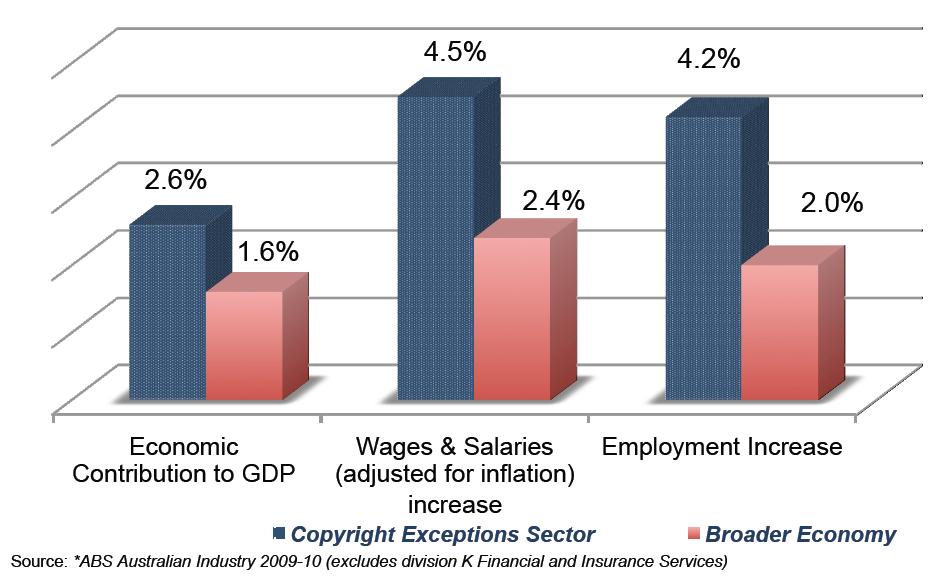 4.5%
4.2%
2.6%
2.4%
2.0%
1.6%
Economic
Contribution to GDP
Wages & Salaries
(adjusted for inflation)
increase
Employment Increase
Copyright Exceptions Sector
Broader Economy
Source: *ABS Australian Industry 2009-10 (excludes division K Financial and Insurance Services)